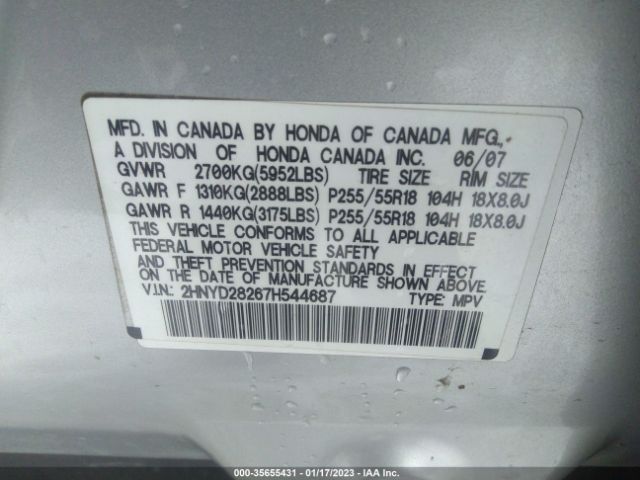 MFD. IN CANADA BY HONDA OF CANADA MFG.,
A DIVISION OF HONDA CANADA INC. 06/07
GVWR 2700KG(5952LBS) TIRE SIZE RIM SIZE
GAWR F 1310KG(2888LBS) P255/55R18 104H 18X8.0J
GAWR R 1440KG(3175LBS) P255/55R18 104H 18X8.0J
THIS VEHICLE CONFORMS TO ALL APPLICABLE
FEDERAL MOTOR VEHICLE SAFETY
AND THEFT PREVENTION STANDARDS IN EFFECT
ON THE DATE OF MANUFACTURE SHOWN ABOVE.
V.I.N.: 2HNYD28267H544687 TYPE: MPV
000-35655431 - 01/17/2023 - IAA Inc.